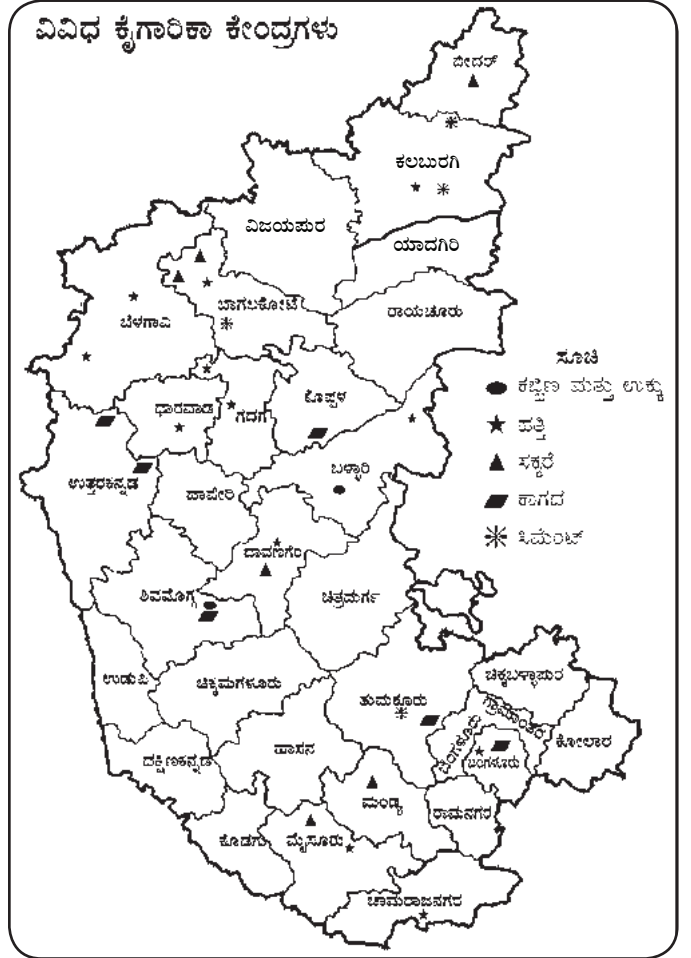 ವಿವಿಧ ಕೈಗಾರಿಕಾ ಕೇಂದ್ರಗಳು
ಬೀದರ್
ಕಲಬುರಗಿ
ವಿಜಯಪುರ
ಯಾದಗಿರಿ
ಬಾಗಲಕೋಟೆ
ರಾಯಚೂರು
ಬೆಳಗಾವಿ
ಸೂಚಿ
ಕಬ್ಬಿಣ ಮತ್ತು ಉಕ್ಕು
ಹತ್ತಿ
ಸಕ್ಕರೆ
ಕಾಗದ
ಸಿಮೆಂಟ್
ಧಾರವಾಡ
ಗದಗ
ಕೊಪ್ಪಳ
ಬಳ್ಳಾರಿ
ಉತ್ತರಕನ್ನಡ
ಹಾವೇರಿ
ದಾವಣಗೆರೆ
ಶಿವಮೊಗ್ಗ
ಚಿತ್ರದುರ್ಗ
ಉಡುಪಿ
ಚಿಕ್ಕಮಗಳೂರು
ತುಮಕೂರು
ಚಿಕ್ಕಬಳ್ಳಾಪುರ
ಬೆಂಗಳೂರು
ಗ್ರಾಮಾಂತರ
ಕೋಲಾರ
ಬೆಂಗಳೂರು
ದಕ್ಷಿಣಕನ್ನಡ
ಹಾಸನ
ಮಂಡ್ಯ
ರಾಮನಗರ
ಕೊಡಗು
ಮೈಸೂರು
ಚಾಮರಾಜನಗರ